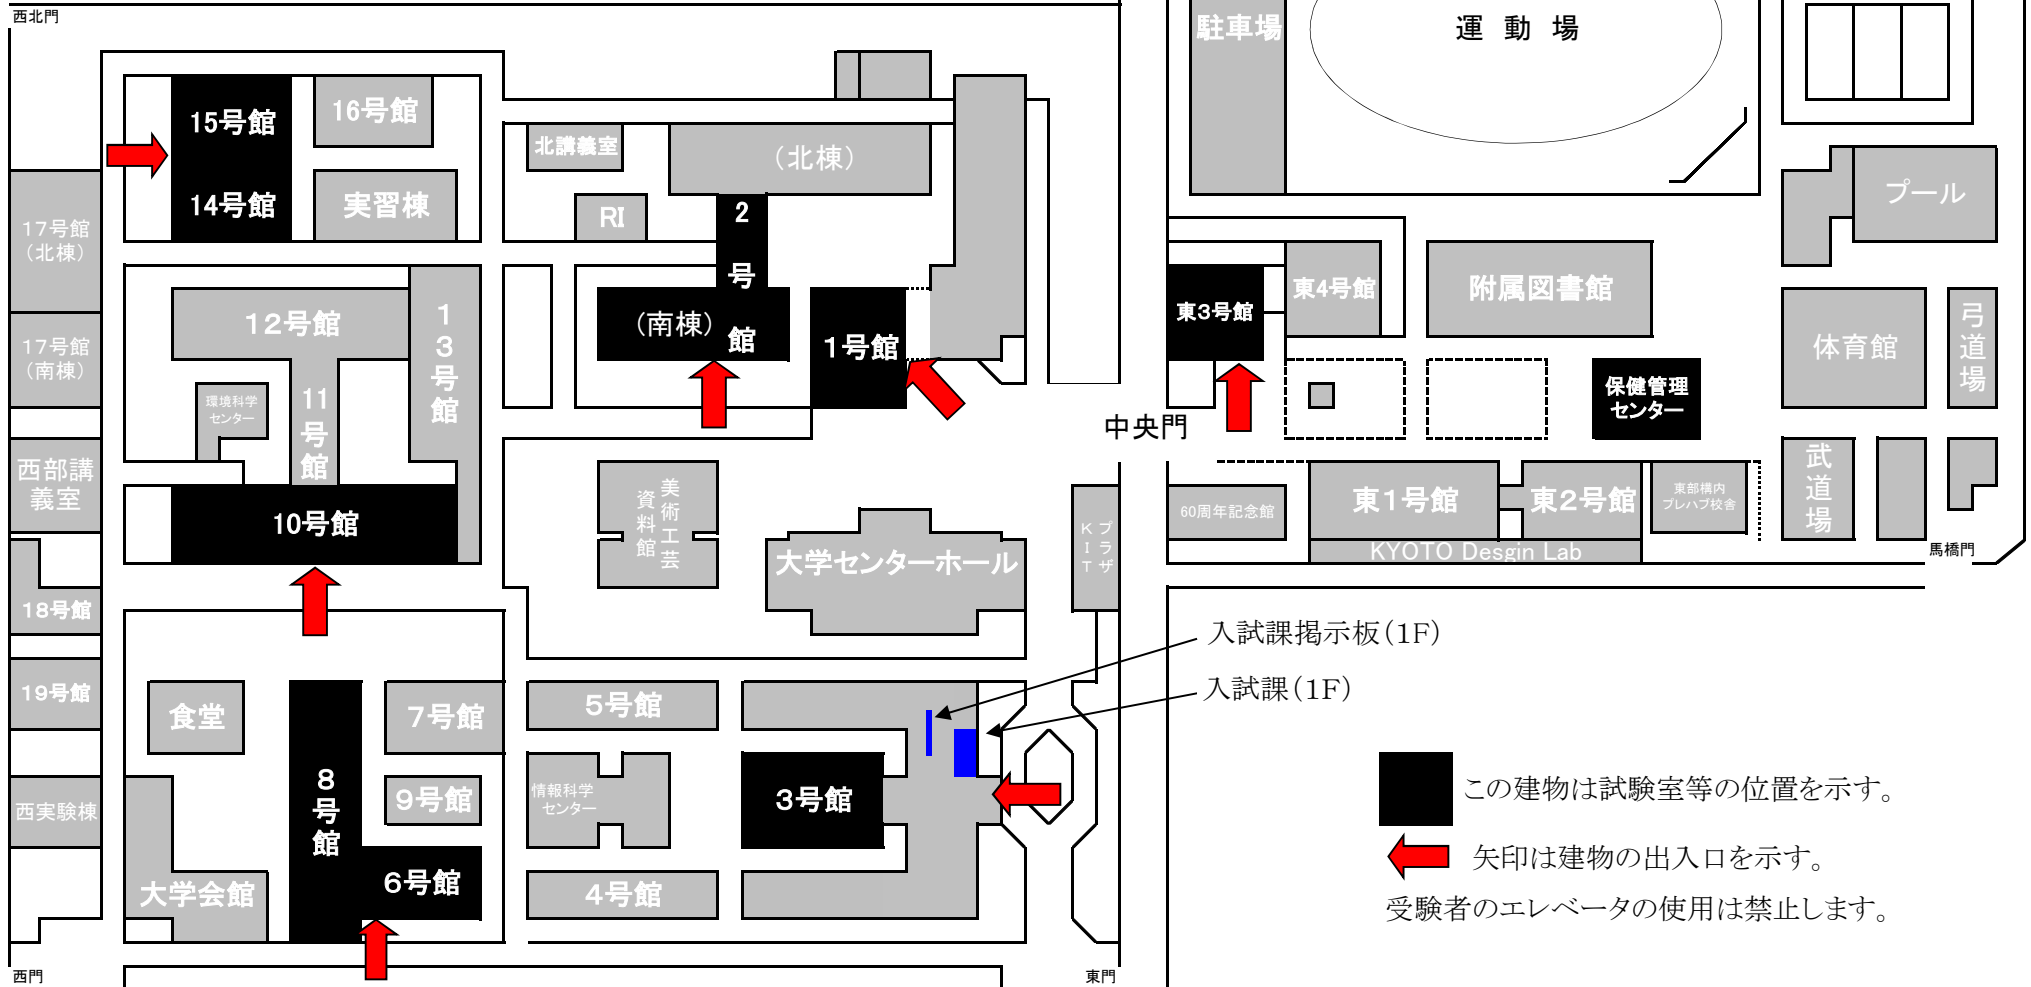 西北門
駐車場
運 動 場
15号館
16号館
北講義室
（北棟）
14号館
実習棟
RI
2号館
（南棟）
プール
17号館
（北棟）
17号館
（南棟）
12号館
13号館
11号館
環境科学
センター
1号館
東3号館
東4号館
附属図書館
体育館
弓道場
保健管理
センター
中央門
西部講
義室
10号館
美術工芸
資料館
大学センターホール
プラザ
KIT
60周年記念館
東1号館
東2号館
東部構内
プレハブ校舎
武道場
KYOTO Desgin Lab
馬橋門
18号館
19号館
入試課掲示板（1F）
入試課（1F）
食堂
8号館
7号館
5号館
9号館
情報科学
センター
3号館
西実験棟
大学会館
6号館
4号館
この建物は試験室等の位置を示す。
矢印は建物の出入口を示す。
受験者のエレベータの使用は禁止します。
西門
東門